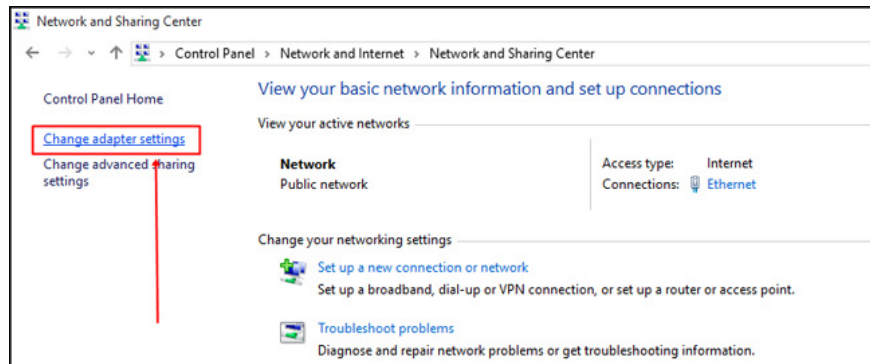 Network and Sharing Center
Control Panel > Network and Internet > Network and Sharing Center
Control Panel Home
Change adapter settings
Change advanced sharing
settings
View your basic network information and set up connections
View your active networks
Network
Public network
Access type: Internet
Connections: Ethernet
Change your networking settings
Set up a new connection or network
Set up a broadband, dial-up or VPN connection, or set up a router or access point.
Troubleshoot problems
Diagnose and repair network problems or get troubleshooting information.